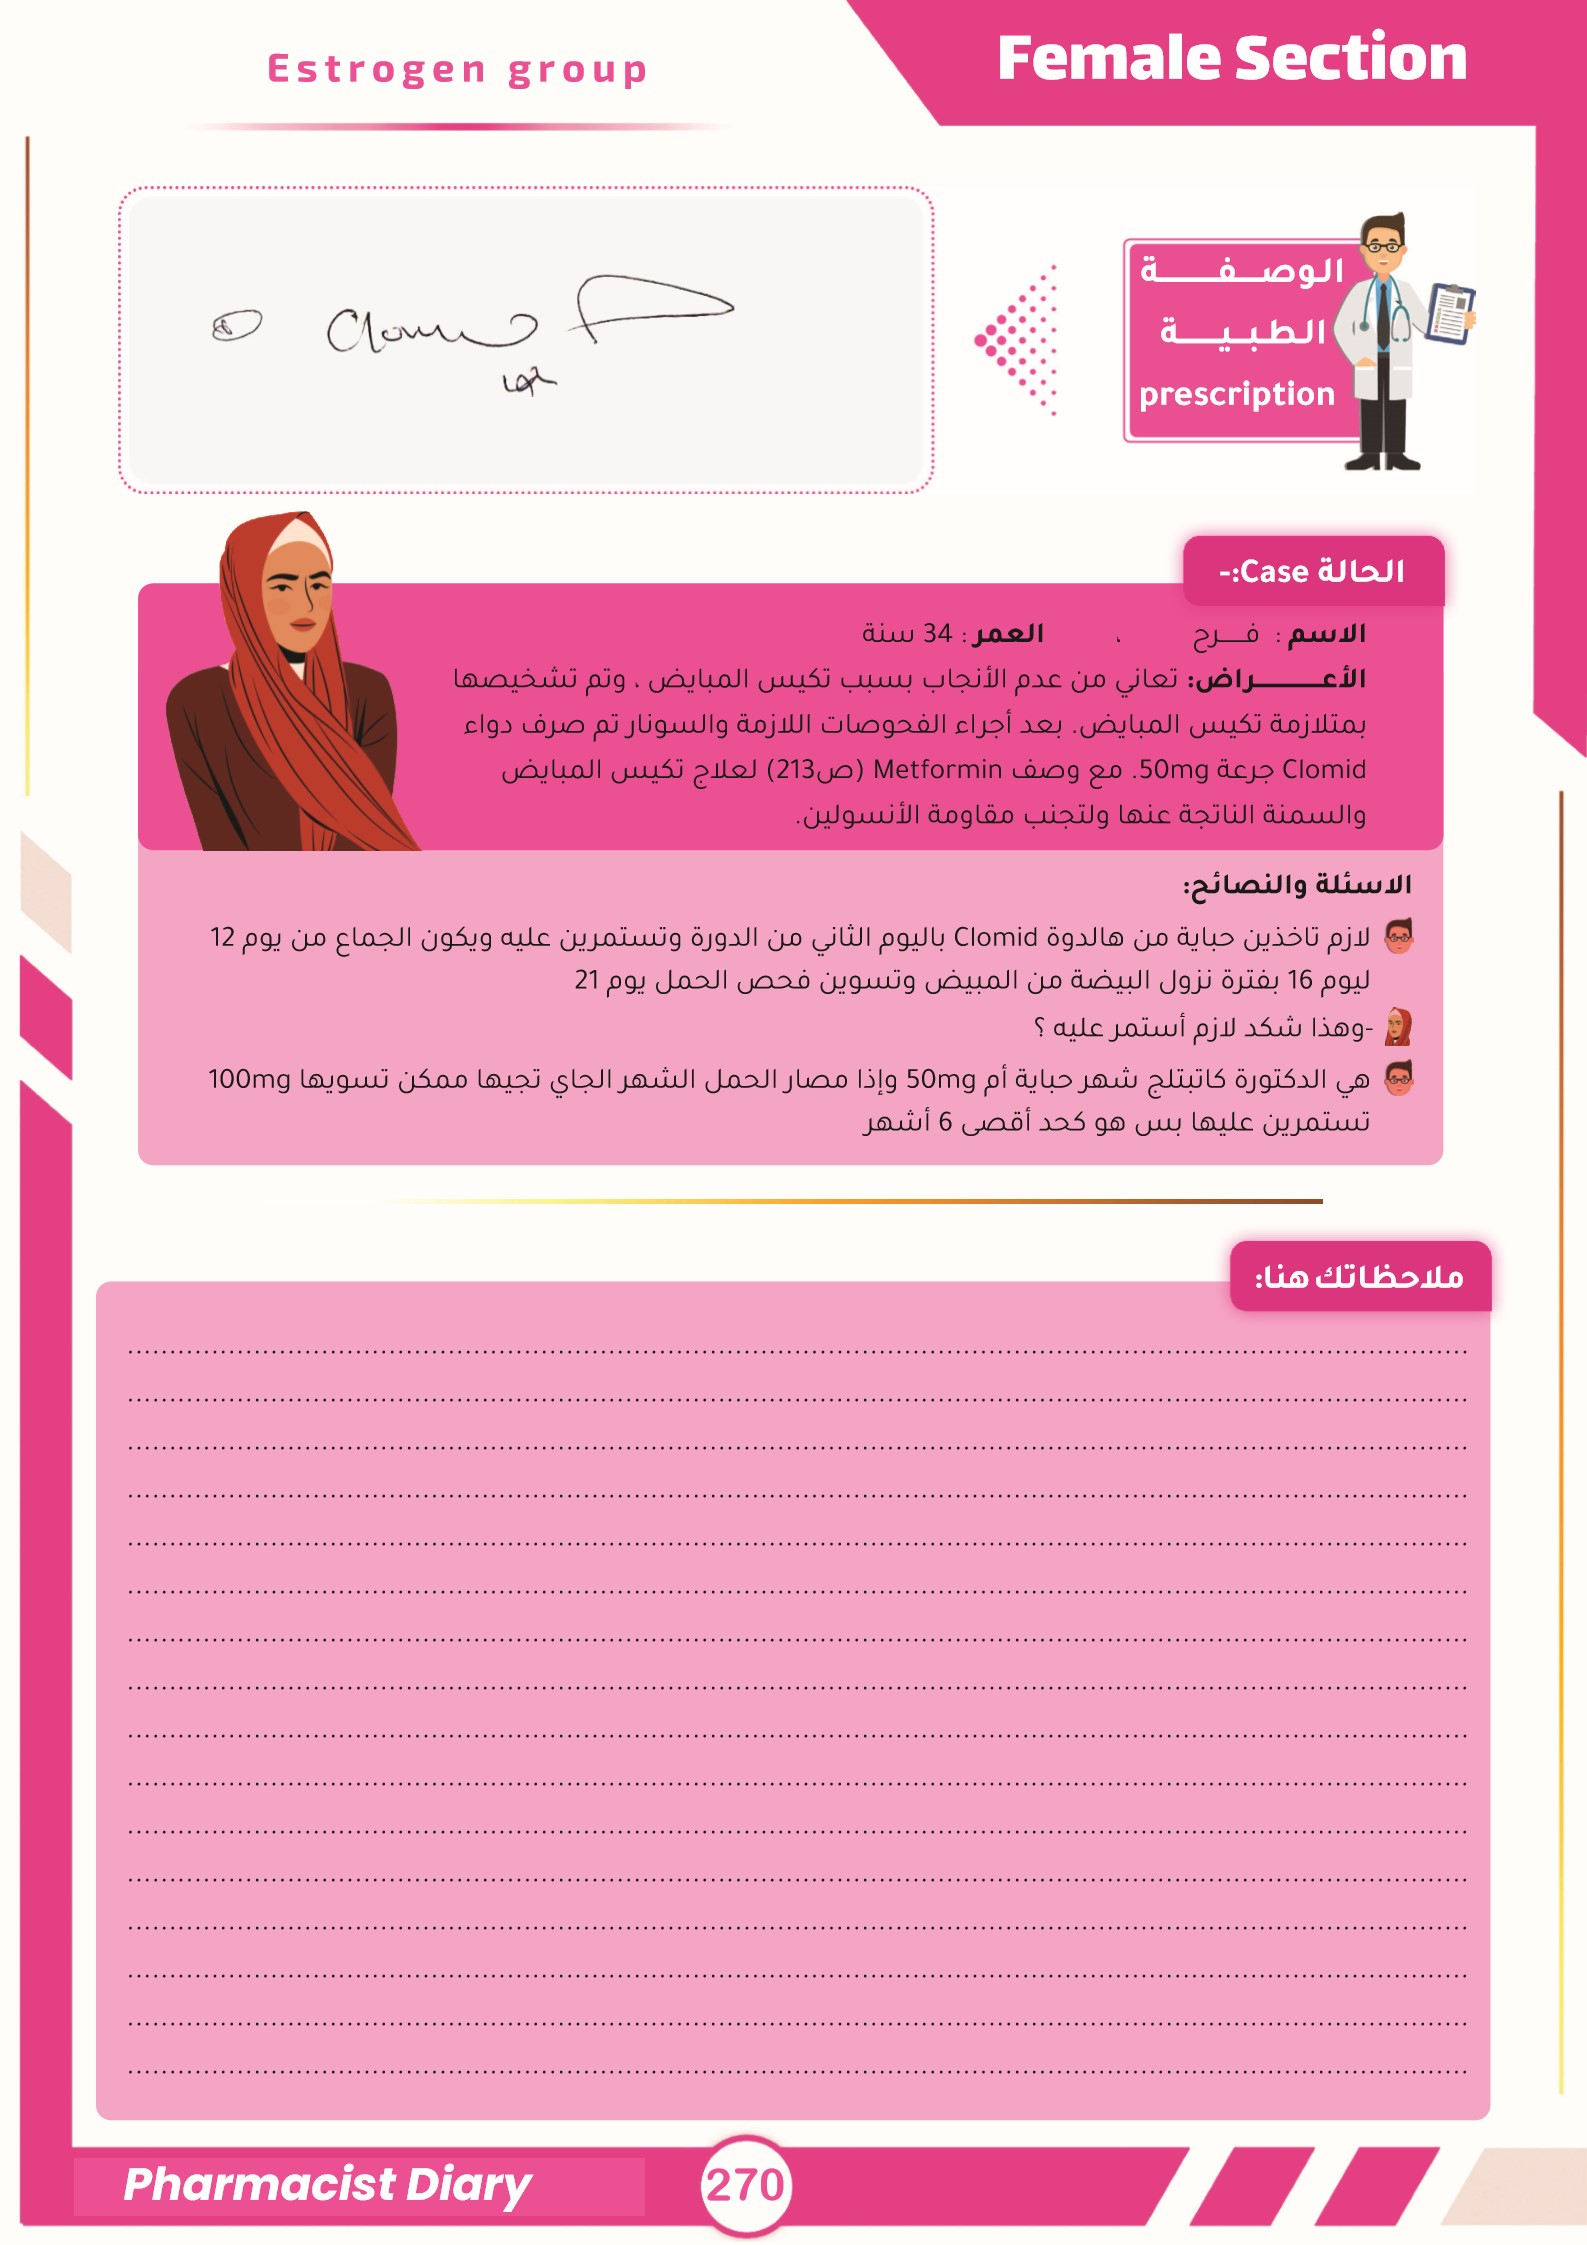 Estrogen group
Female Section
الوصفة
الطبية
prescription
Clomid
الحالة Case:-
الاسم : فرح ، العمر : 34 سنة
الأعراض: تعاني من عدم الأنجاب بسبب تكيس المبايض ، وتم تشخيصها
بمتلازمة تكيس المبايض. بعد أجراء الفحوصات اللازمة والسونار تم صرف دواء
Clomid جرعة 50mg. مع وصف Metformin (ص213) لعلاج تكيس المبايض
والسمنة الناتجة عنها ولتجنب مقاومة الأنسولين.
الاسئلة والنصائح:
لازم تاخذين حباية من هالدوة Clomid باليوم الثاني من الدورة وتستمرين عليه ويكون الجماع من يوم 12
ليوم 16 بفترة نزول البيضة من المبيض وتسوين فحص الحمل يوم 21
-وهذا شكد لازم أستمر عليه ؟
هي الدكتورة كاتبتلج شهر حباية أم 50mg وإذا مصار الحمل الشهر الجاي تجيها ممكن تسويها 100mg
تستمرين عليها بس هو كحد أقصى 6 أشهر
ملاحظاتك هنا:
Pharmacist Diary
270